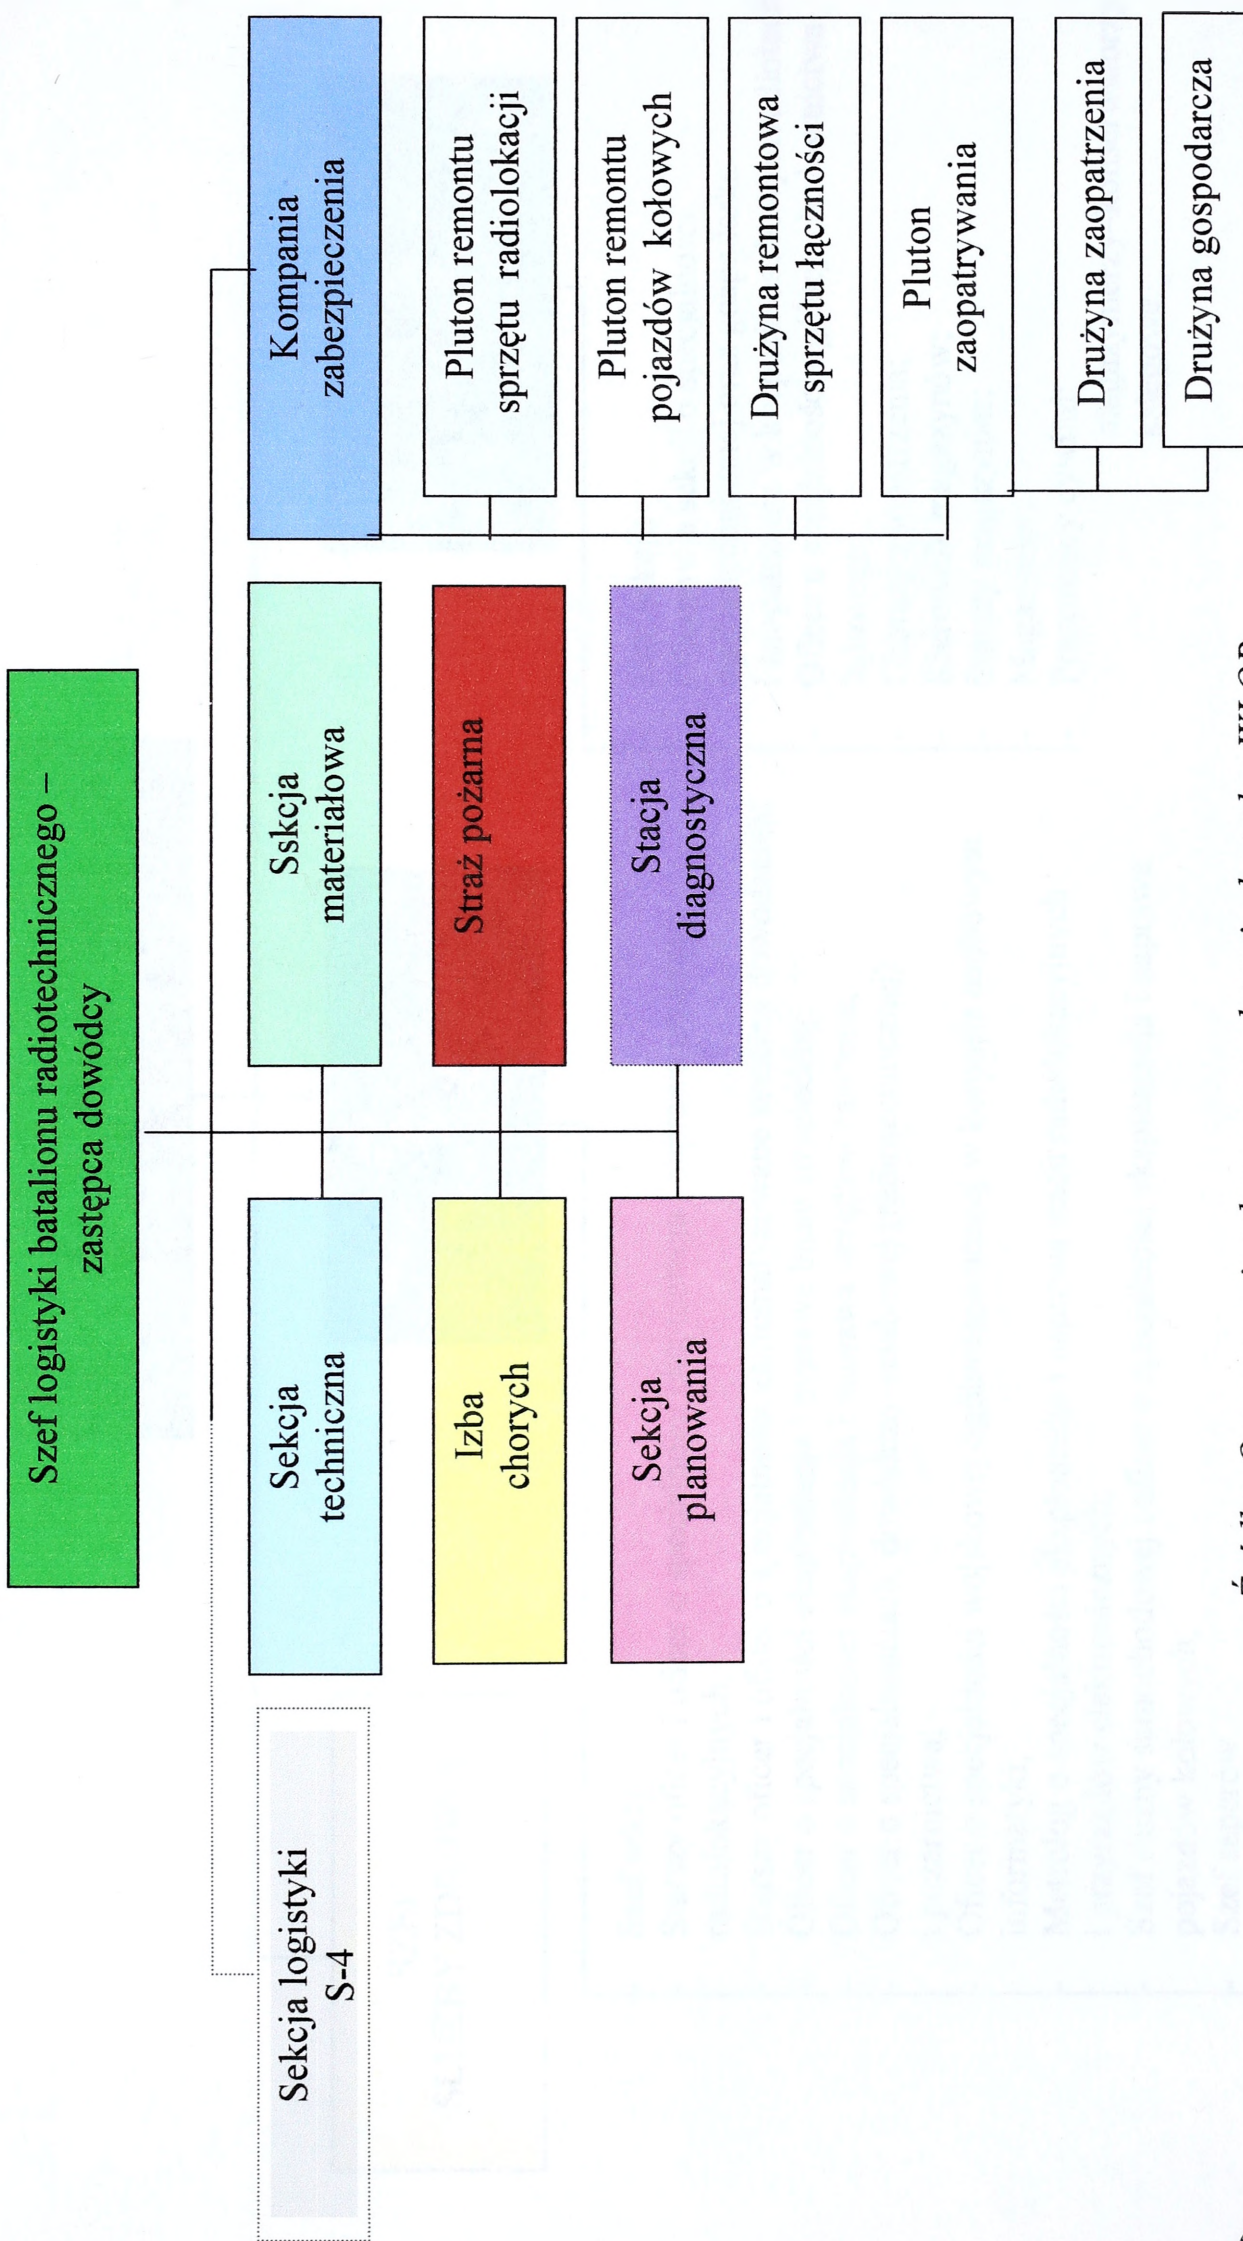 Szef logistyki batalionu radiotechnicznego –
zastępca dowódcy
Sekcja logistyki
S-4
Sekcja
techniczna
Sskcja
materiałowa
Kompania
zabezpieczenia
Izba
chorych
Straż pożarna
Sekcja
planowania
Stacja
diagnostyczna
Pluton remontu
sprzętu radiolokacji
Pluton remontu
pojazdów kołowych
Drużyna remontowa
sprzętu łączności
Pluton
zaopatrywania
Drużyna zaopatrzenia
Drużyna gospodarcza